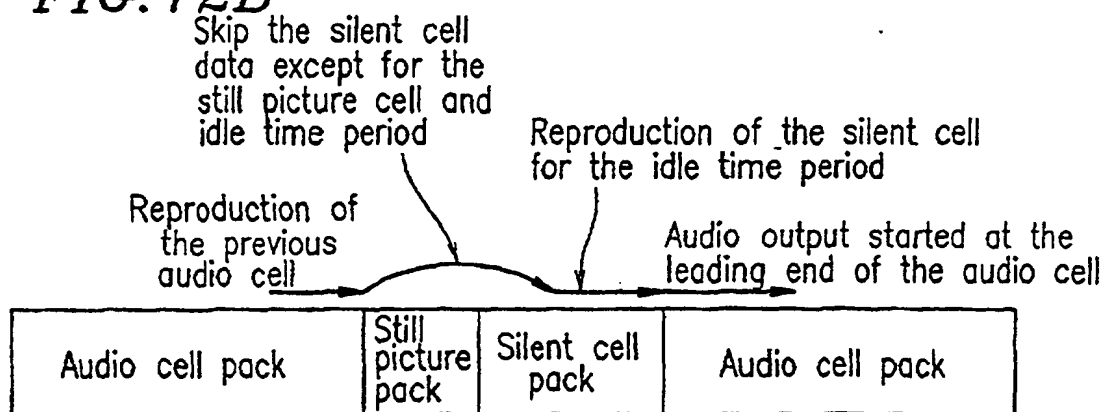 FIG. 72B
Skip the silent cell
data except for the
still picture cell and
idle time period
Reproduction of the silent cell
for the idle time period
Reproduction of
the previous
audio cell
Audio output started at the
leading end of the audio cell
Audio cell pack
Still
picture
pack
Silent cell
pack
Audio cell pack